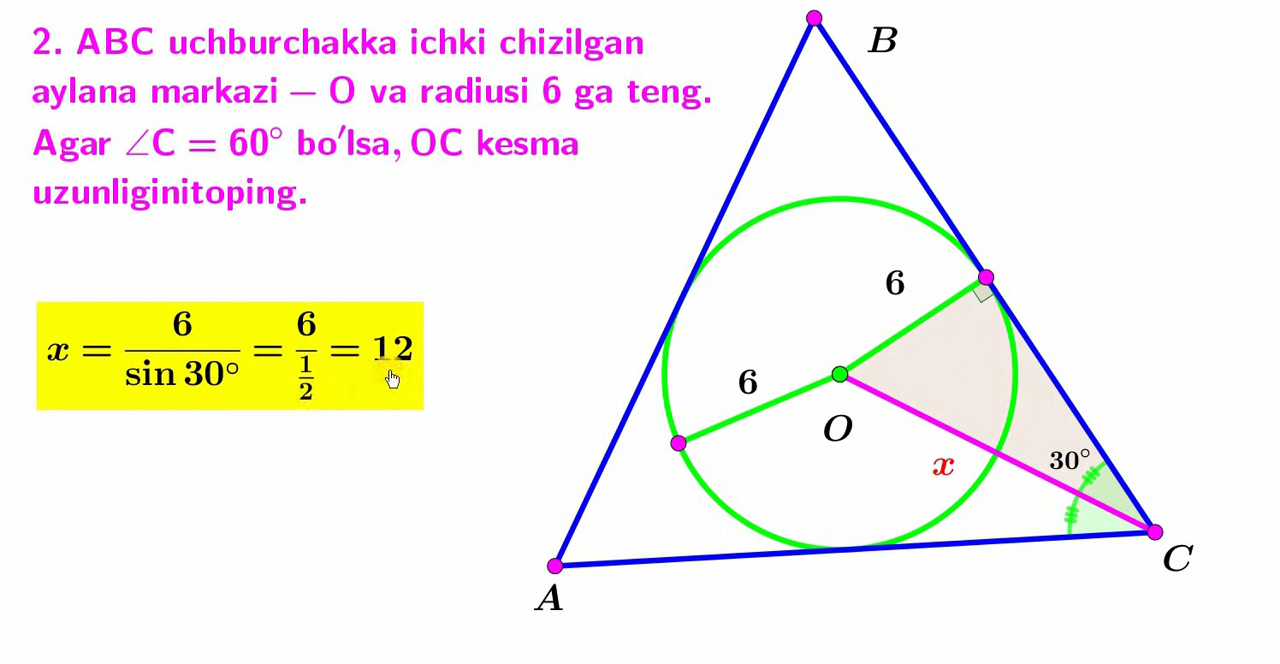 2. ABC uchburchakka ichki chizilgan
aylana markazi – O va radiusi 6 ga teng.
Agar ∠C = 60° bo′lsa, OC kesma
uzunliginitoping.
x = 6 / sin 30° = 6 / (1/2) = 12
B
6
6
O
x
30°
C
A